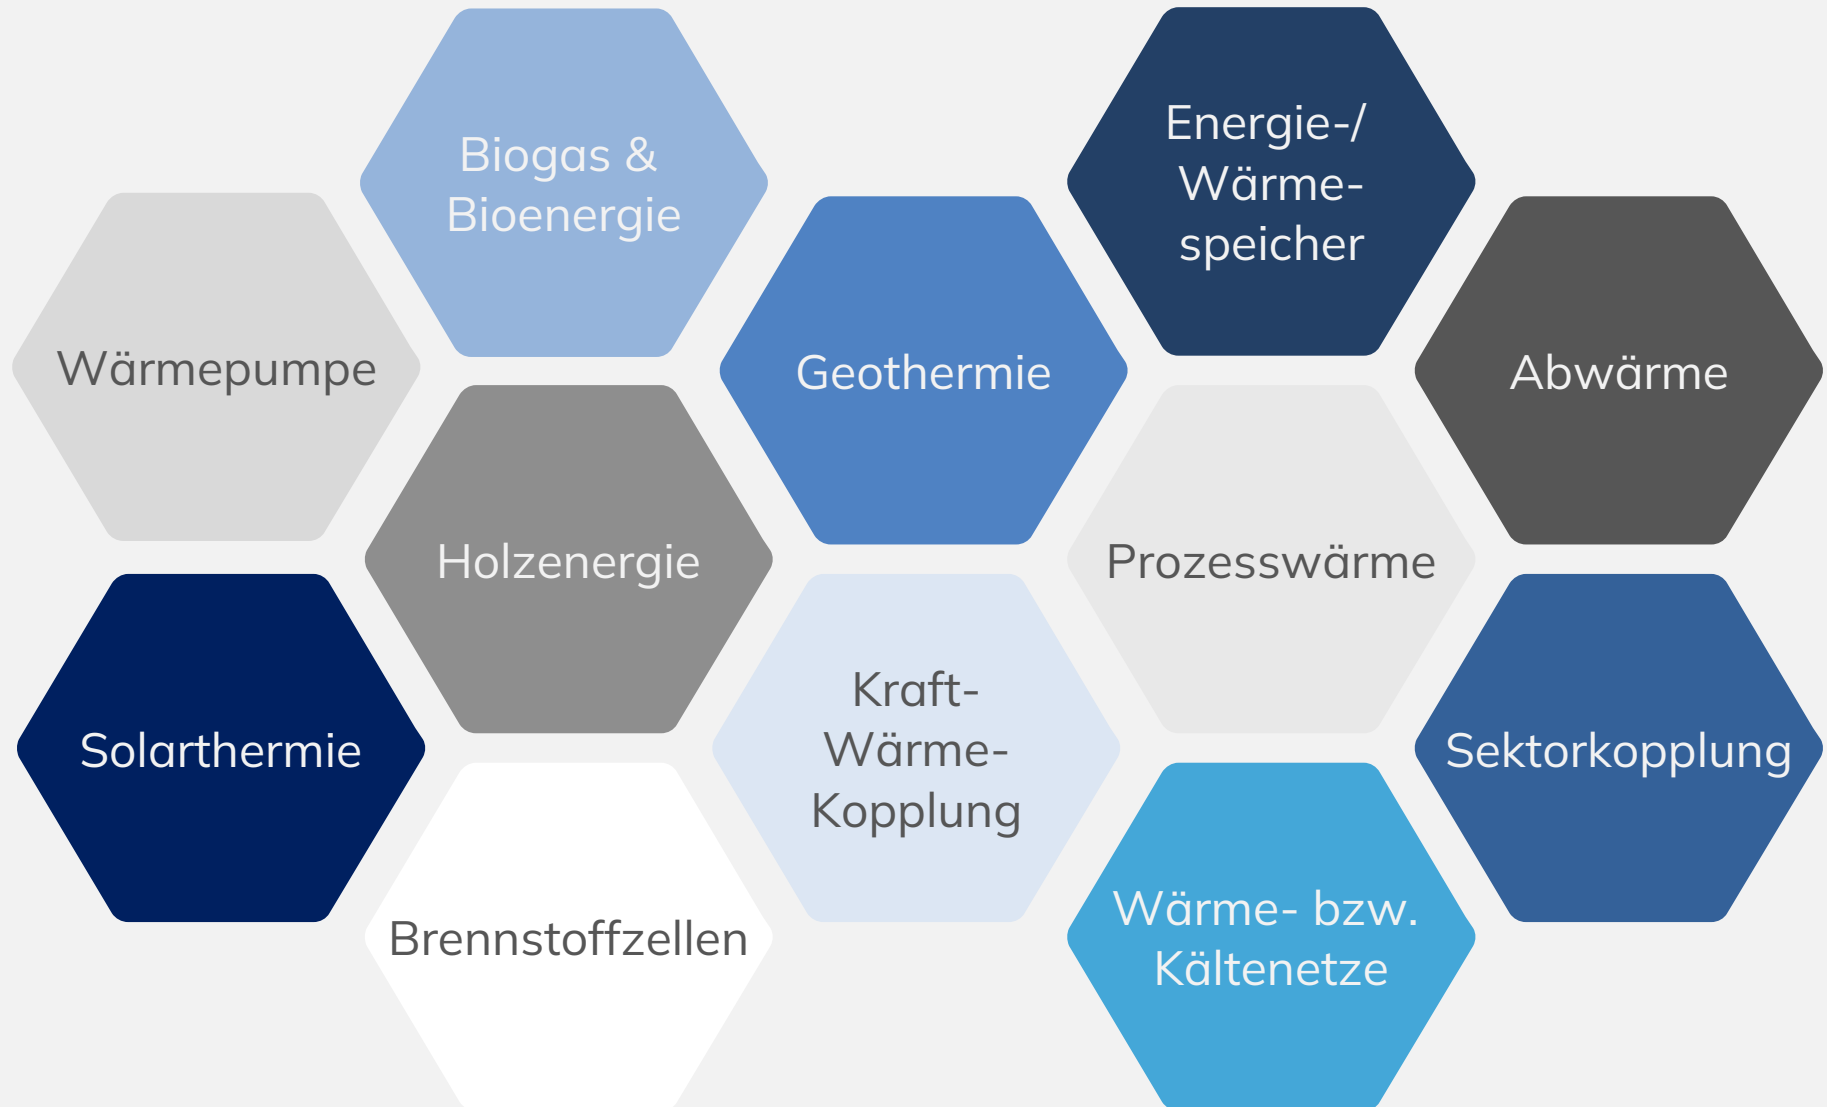 Biogas &
Bioenergie
Energie-/
Wärme-
speicher
Wärmepumpe
Geothermie
Abwärme
Holzenergie
Prozesswärme
Solarthermie
Kraft-
Wärme-
Kopplung
Sektorkopplung
Brennstoffzellen
Wärme- bzw.
Kältenetze